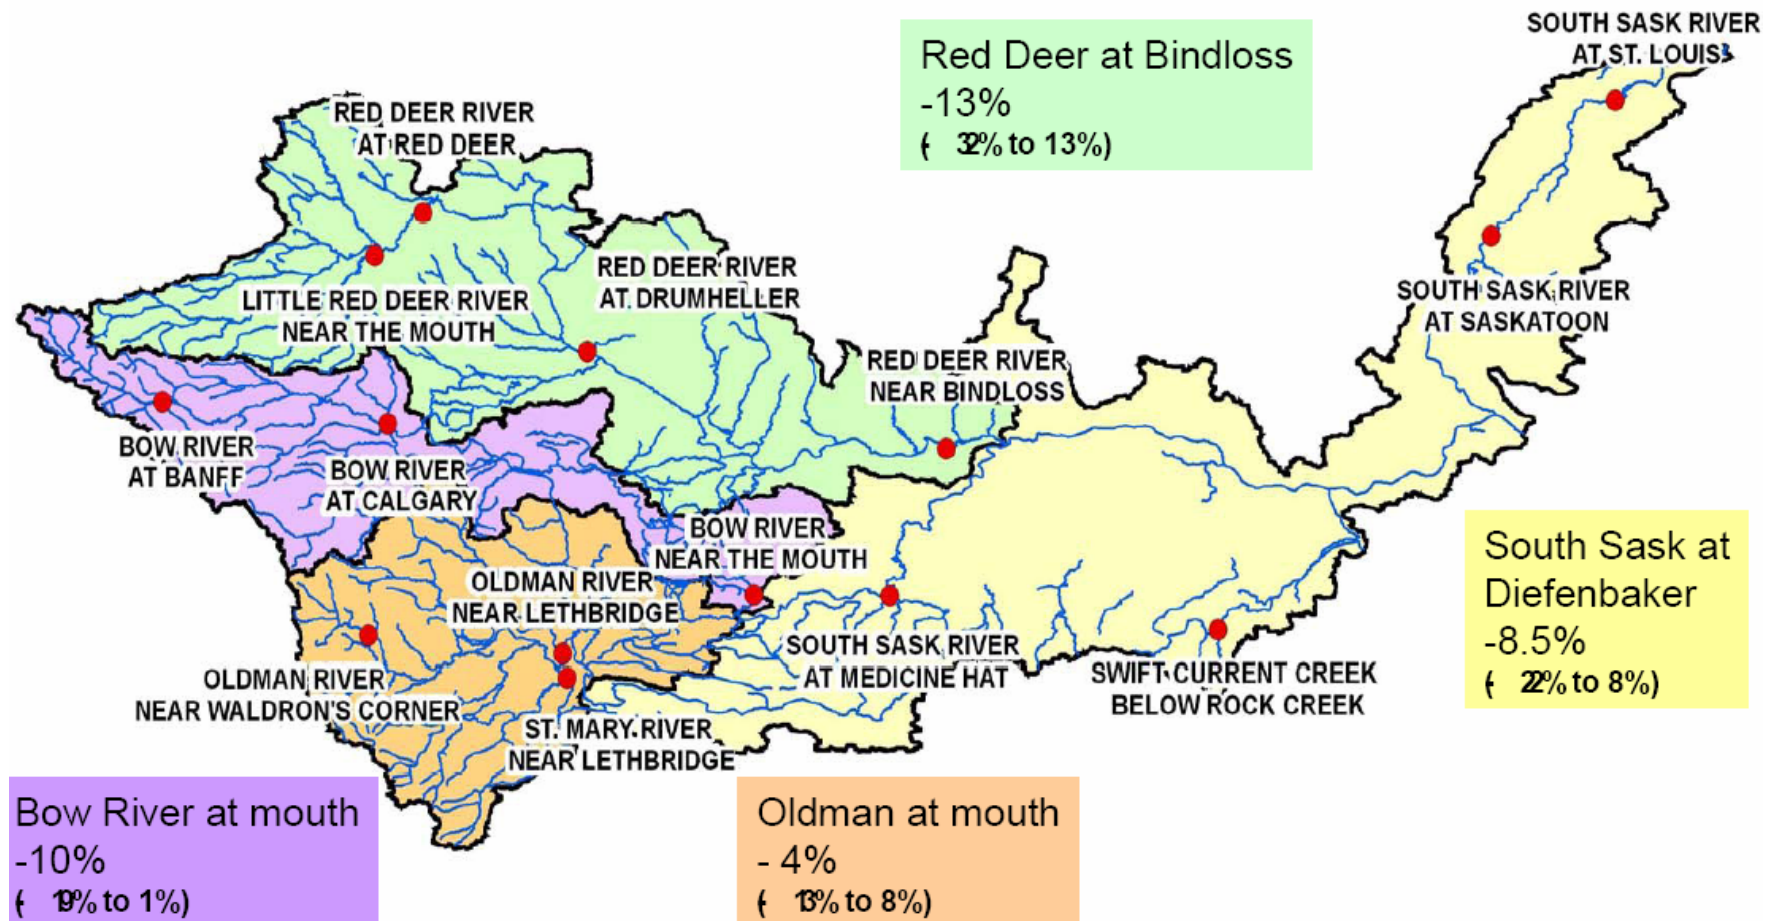 SOUTH SASK RIVER
AT ST. LOUIS
Red Deer at Bindloss
-13%
(- 32% to 13%)
RED DEER RIVER
AT RED DEER
RED DEER RIVER
AT DRUMHELLER
LITTLE RED DEER RIVER
NEAR THE MOUTH
SOUTH SASK RIVER
AT SASKATOON
RED DEER RIVER
NEAR BINDLOSS
BOW RIVER
AT BANFF
BOW RIVER
AT CALGARY
BOW RIVER
NEAR THE MOUTH
South Sask at
Diefenbaker
-8.5%
(- 22% to 8%)
OLDMAN RIVER
NEAR LETHBRIDGE
SOUTH SASK RIVER
AT MEDICINE HAT
SWIFT CURRENT CREEK
BELOW ROCK CREEK
OLDMAN RIVER
NEAR WALDRON'S CORNER
ST. MARY RIVER
NEAR LETHBRIDGE
Bow River at mouth
-10%
(- 19% to 1%)
Oldman at mouth
- 4%
(- 13% to 8%)